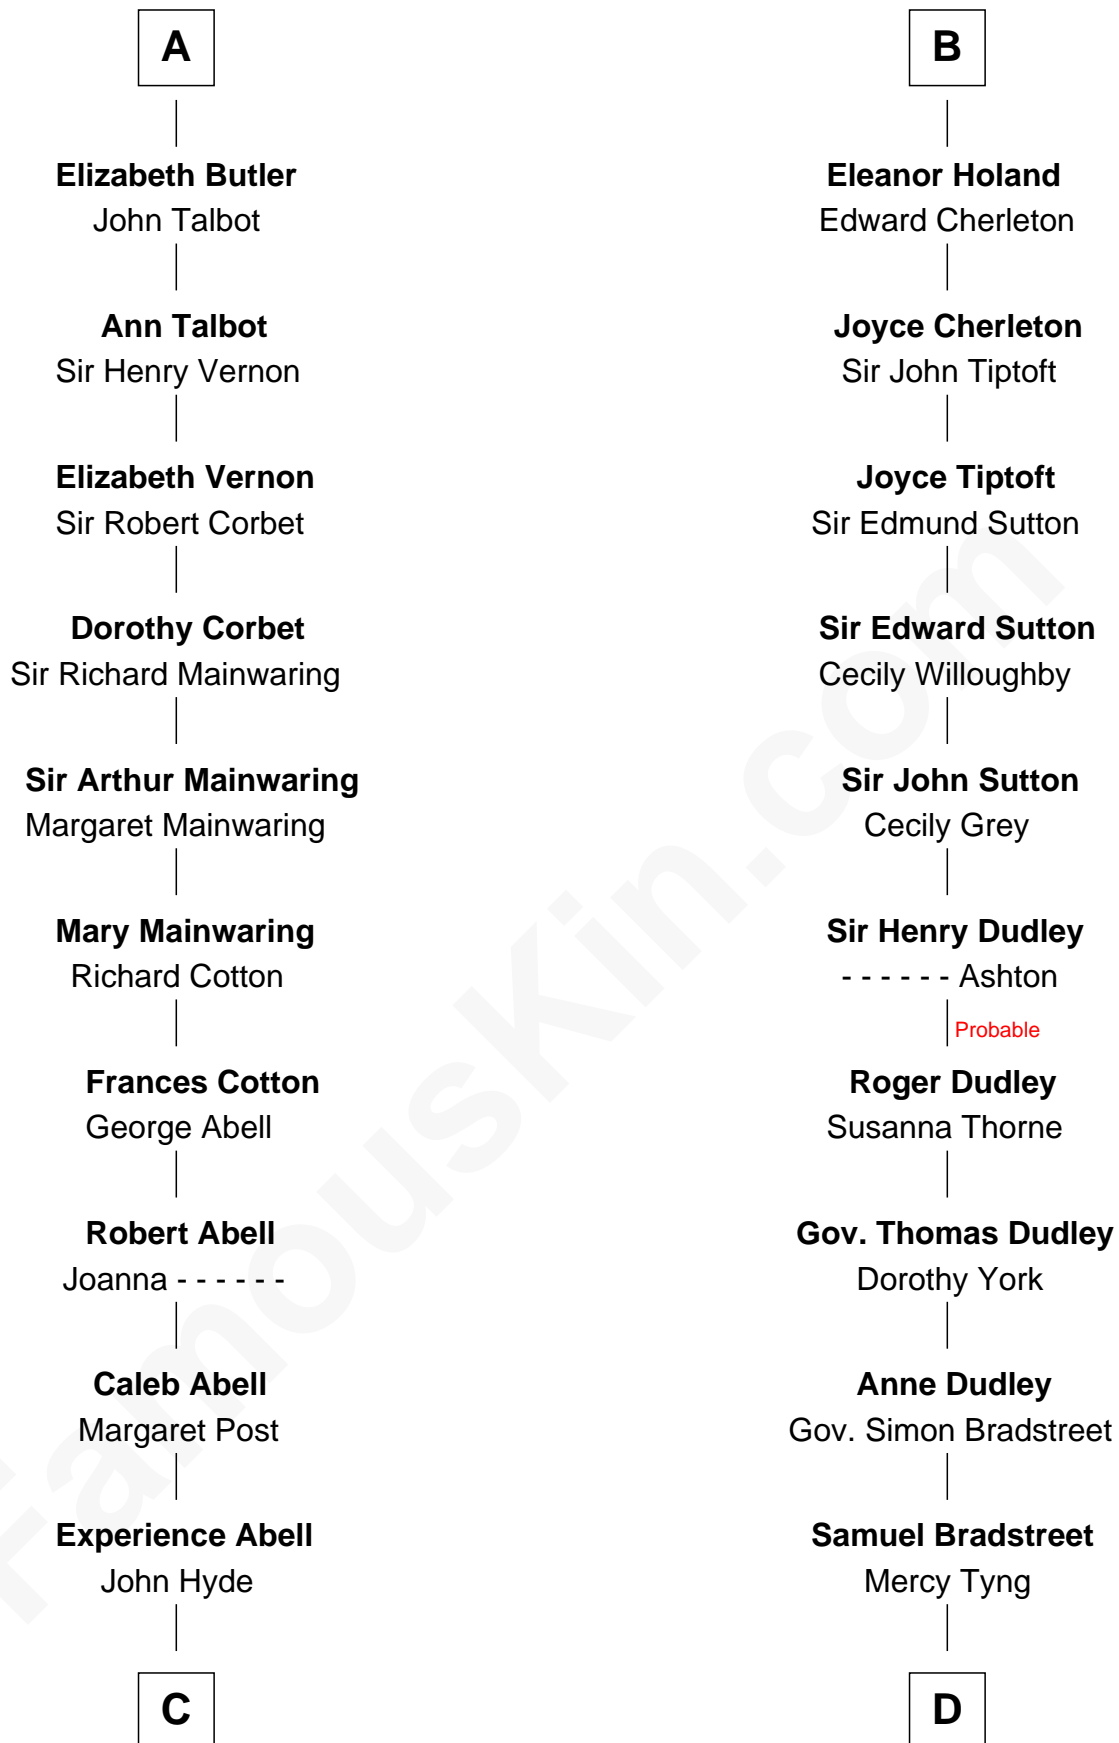 A
Elizabeth Butler
John Talbot
Ann Talbot
Sir Henry Vernon
Elizabeth Vernon
Sir Robert Corbet
Dorothy Corbet
Sir Richard Mainwaring
Sir Arthur Mainwaring
Margaret Mainwaring
Mary Mainwaring
Richard Cotton
Frances Cotton
George Abell
Robert Abell
Joanna - - - - - -
Caleb Abell
Margaret Post
Experience Abell
John Hyde
C
B
Eleanor Holand
Edward Cherleton
Joyce Cherleton
Sir John Tiptoft
Joyce Tiptoft
Sir Edmund Sutton
Sir Edward Sutton
Cecily Willoughby
Sir John Sutton
Cecily Grey
Sir Henry Dudley
- - - - - - Ashton
Probable
Roger Dudley
Susanna Thorne
Gov. Thomas Dudley
Dorothy York
Anne Dudley
Gov. Simon Bradstreet
Samuel Bradstreet
Mercy Tyng
D
FamousKin.com